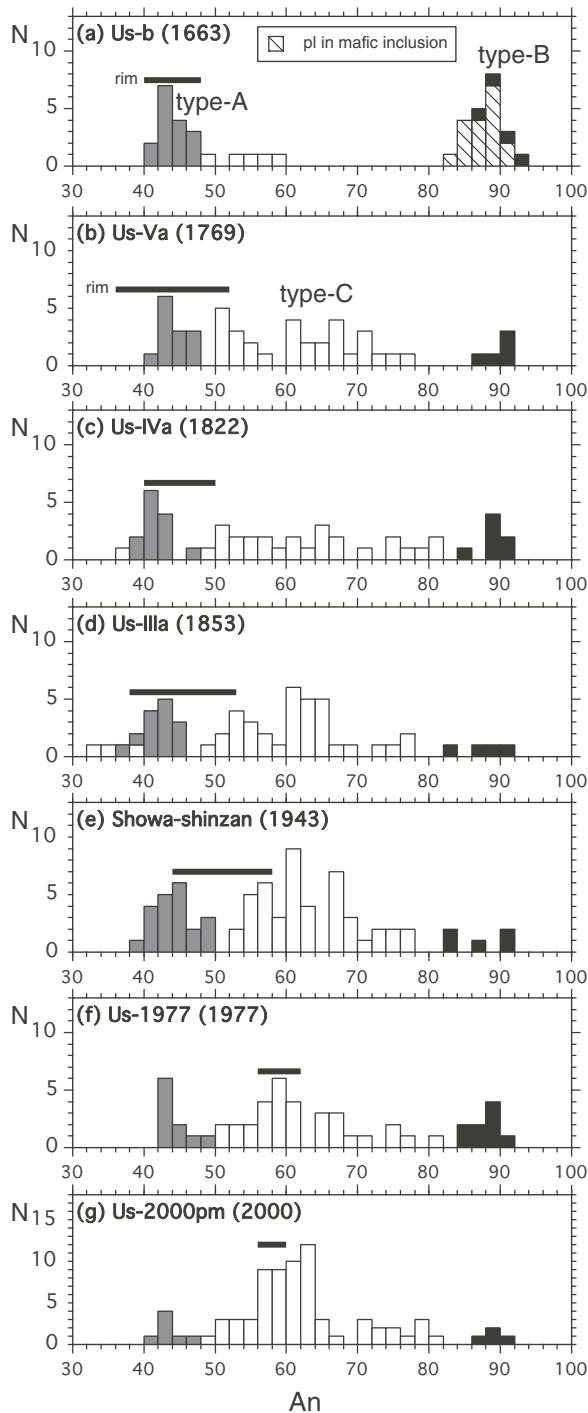 N
10
5
0
(a) Us-b (1663)
pl in mafic inclusion
type-B
rim
type-A
30 40 50 60 70 80 90 100
N
10
5
0
(b) Us-Va (1769)
rim
type-C
30 40 50 60 70 80 90 100
N
10
5
0
(c) Us-IVa (1822)
30 40 50 60 70 80 90 100
N
10
5
0
(d) Us-IIIa (1853)
30 40 50 60 70 80 90 100
N
10
5
0
(e) Showa-shinzan (1943)
30 40 50 60 70 80 90 100
N
10
5
0
(f) Us-1977 (1977)
30 40 50 60 70 80 90 100
N
15
10
5
0
(g) Us-2000pm (2000)
30 40 50 60 70 80 90 100
An